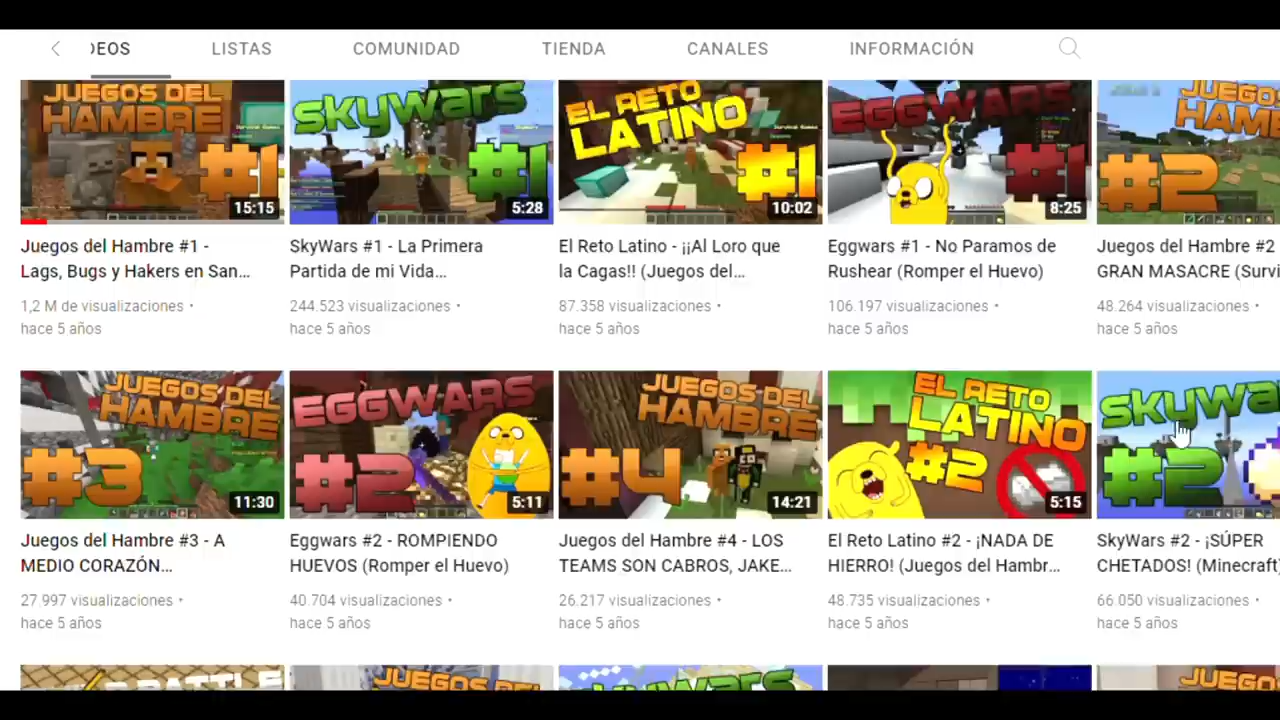 DEOS LISTAS COMUNIDAD TIENDA CANALES INFORMACIÓN
JUEGOS DEL
HAMBRE
#1
15:15
Juegos del Hambre #1 -
Lags, Bugs y Hakers en San...
1,2 M de visualizaciones •
hace 5 años
SKYWARS
#1
5:28
SkyWars #1 - La Primera
Partida de mi Vida...
244.523 visualizaciones •
hace 5 años
EL RETO
LATINO
#1
10:02
El Reto Latino - ¡¡Al Loro que
la Cagas!! (Juegos del...
87.358 visualizaciones •
hace 5 años
EGGWARS
#1
8:25
Eggwars #1 - No Paramos de
Rushear (Romper el Huevo)
106.197 visualizaciones •
hace 5 años
JUEGO
HAMB
#2
Juegos del Hambre #2
GRAN MASACRE (Survi
48.264 visualizaciones •
hace 5 años
JUEGOS DEL
HAMBRE
#3
11:30
Juegos del Hambre #3 - A
MEDIO CORAZÓN...
27.997 visualizaciones •
hace 5 años
EGGWARS
#2
5:11
Eggwars #2 - ROMPIENDO
HUEVOS (Romper el Huevo)
40.704 visualizaciones •
hace 5 años
JUEGOS DEL
HAMBRE
#4
14:21
Juegos del Hambre #4 - LOS
TEAMS SON CABROS, JAKE...
26.217 visualizaciones •
hace 5 años
EL RETO
LATINO
#2
5:15
El Reto Latino #2 - ¡NADA DE
HIERRO! (Juegos del Hambr...
48.735 visualizaciones •
hace 5 años
SKYWA
#2
SkyWars #2 - ¡SÚPER
CHETADOS! (Minecraft)
66.050 visualizaciones •
hace 5 años
BATTLE
JUEGOS DEL
SKYWARS
JUEGOS